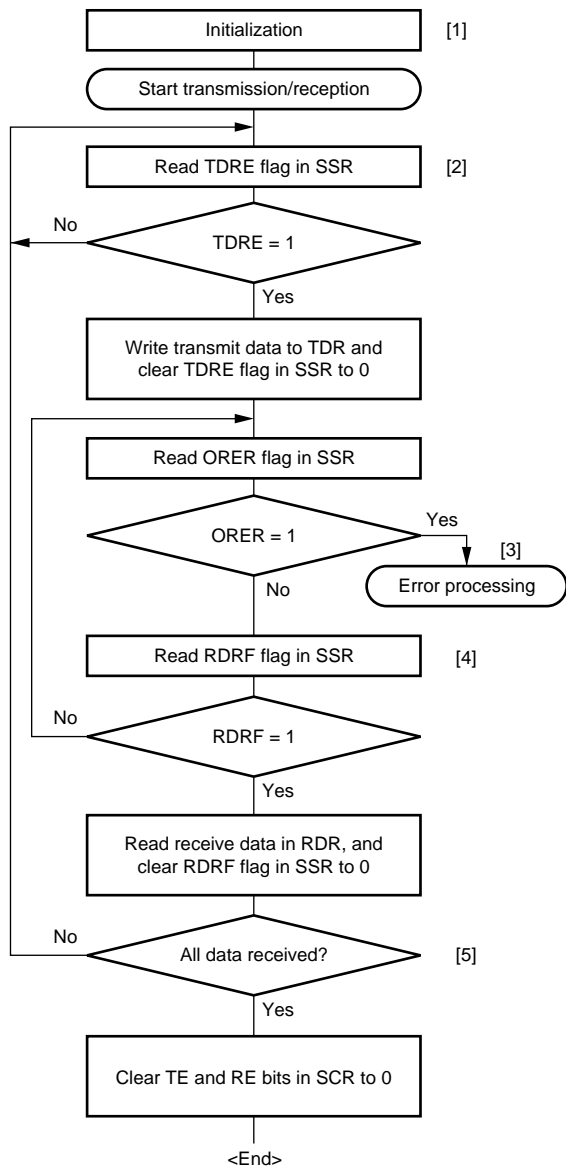 Initialization
[1]
Start transmission/reception
Read TDRE flag in SSR
[2]
No
TDRE = 1
Yes
Write transmit data to TDR and
clear TDRE flag in SSR to 0
Read ORER flag in SSR
Yes
ORER = 1
[3]
Error processing
No
Read RDRF flag in SSR
[4]
No
RDRF = 1
Yes
Read receive data in RDR, and
clear RDRF flag in SSR to 0
No
All data received?
[5]
Yes
Clear TE and RE bits in SCR to 0
<End>